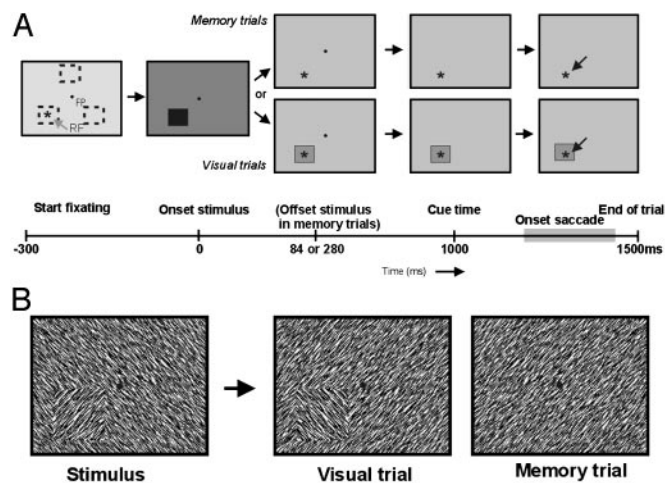 A
Memory trials
FP
RF
or
Visual trials
Start fixating
Onset stimulus
(Offset stimulus
in memory trials)
Cue time
Onset saccade
End of trial
-300
0
84 or 280
1000
1500ms
Time (ms)
B
Stimulus
Visual trial
Memory trial